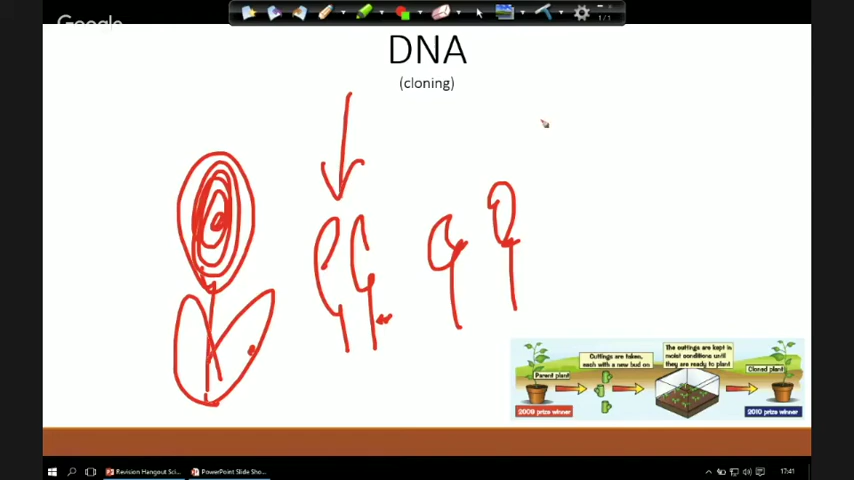 Google
1/1
DNA
(cloning)
Cuttings are taken,
each with a new bud on
The cuttings are kept in
moist conditions until
they are ready to plant
Parent plant
Cloned plant
2009 prize winner
2010 prize winner
Revision Hangout Sci...
PowerPoint Slide Sho...
17:41